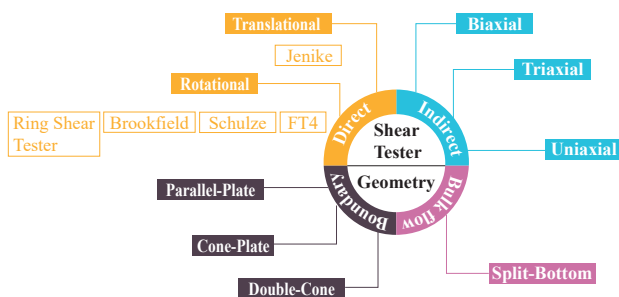 Translational
Biaxial
Jenike
Triaxial
Rotational
Ring Shear
Tester
Brookfield
Schulze
FT4
Direct
Indirect
Shear
Tester
Uniaxial
Geometry
Parallel-Plate
Boundary
Bulk flow
Cone-Plate
Split-Bottom
Double-Cone